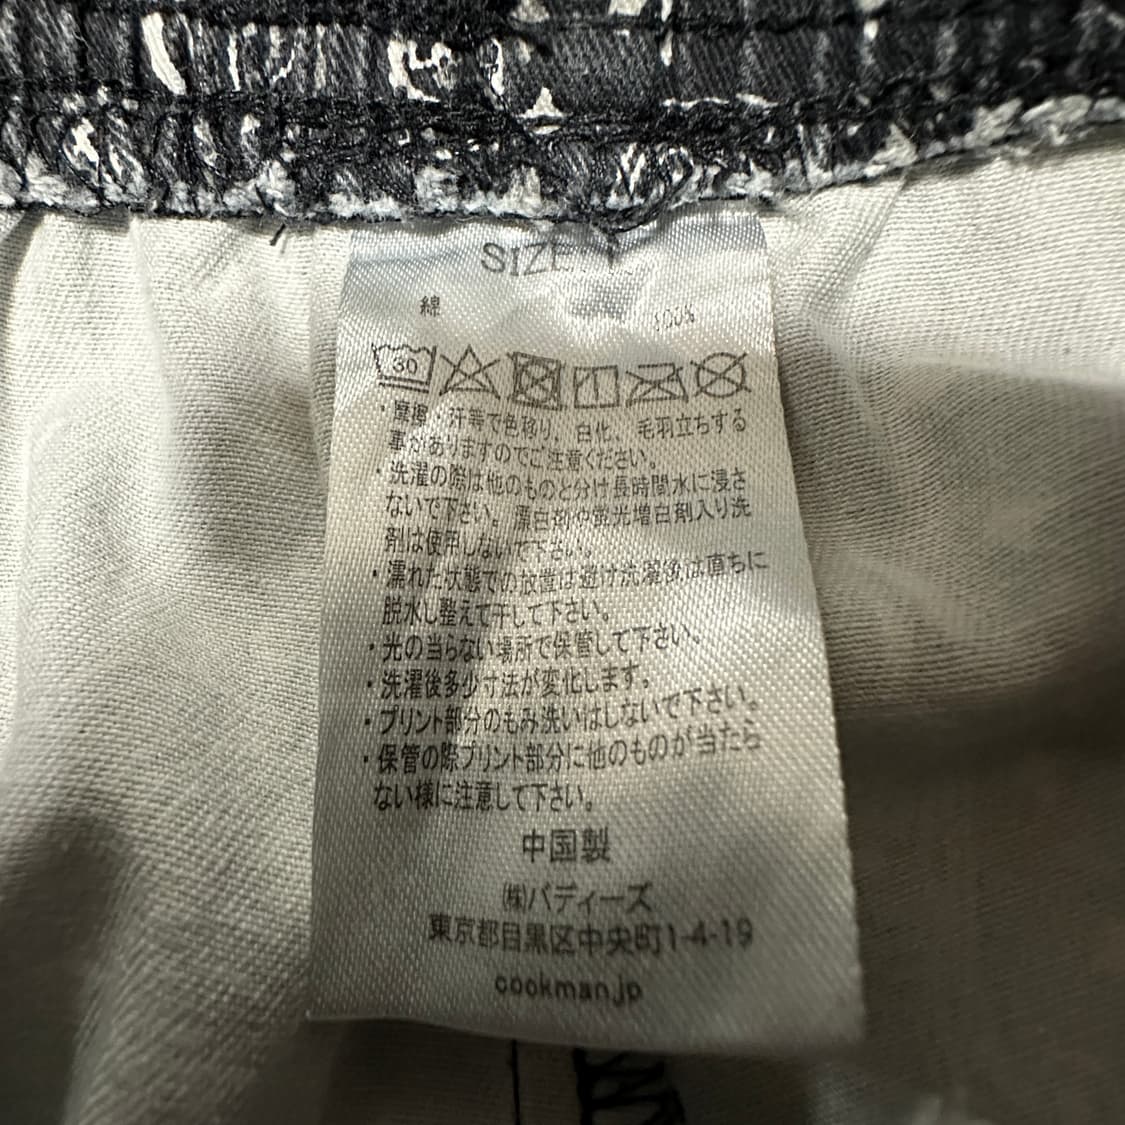 SIZE
綿 100%
30
・摩擦・汗等で色移り、白化、毛羽立ちする
事がありますのでご注意ください。
・洗濯の際は他のものと分け長時間水に浸さ
ないで下さい。漂白剤や蛍光増白剤入り洗
剤は使用しないで下さい。
・濡れた状態での放置は避け洗濯後は直ちに
脱水し整えて干して下さい。
・光の当らない場所で保管して下さい。
・洗濯後多少寸法が変化します。
・プリント部分のもみ洗いはしないで下さい。
・保管の際プリント部分に他のものが当たら
ない様に注意して下さい。
中国製
㈱バディーズ
東京都目黒区中央町1-4-19
cookman.jp